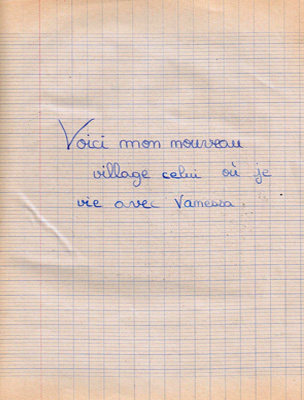 Voici mon nouveau
village celui où je
vie avec Vanessa.